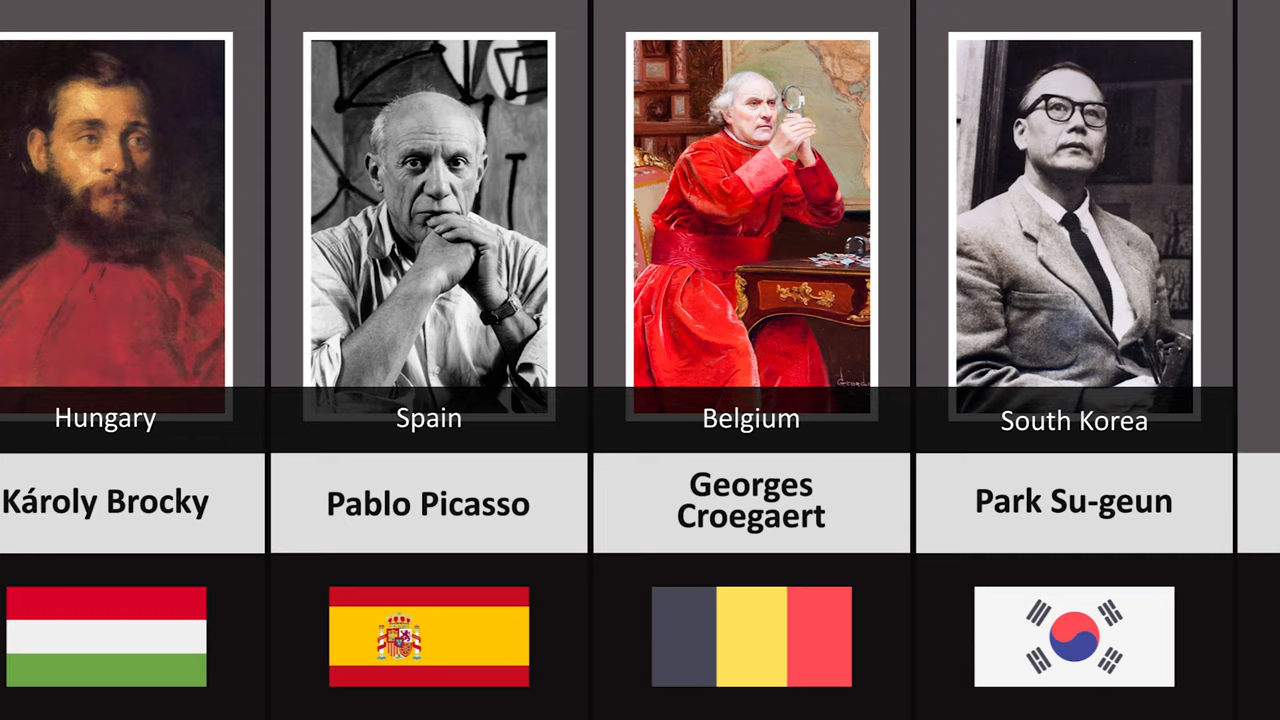 Hungary
Spain
Belgium
South Korea
Károly Brocky
Pablo Picasso
Georges
Croegaert
Park Su-geun